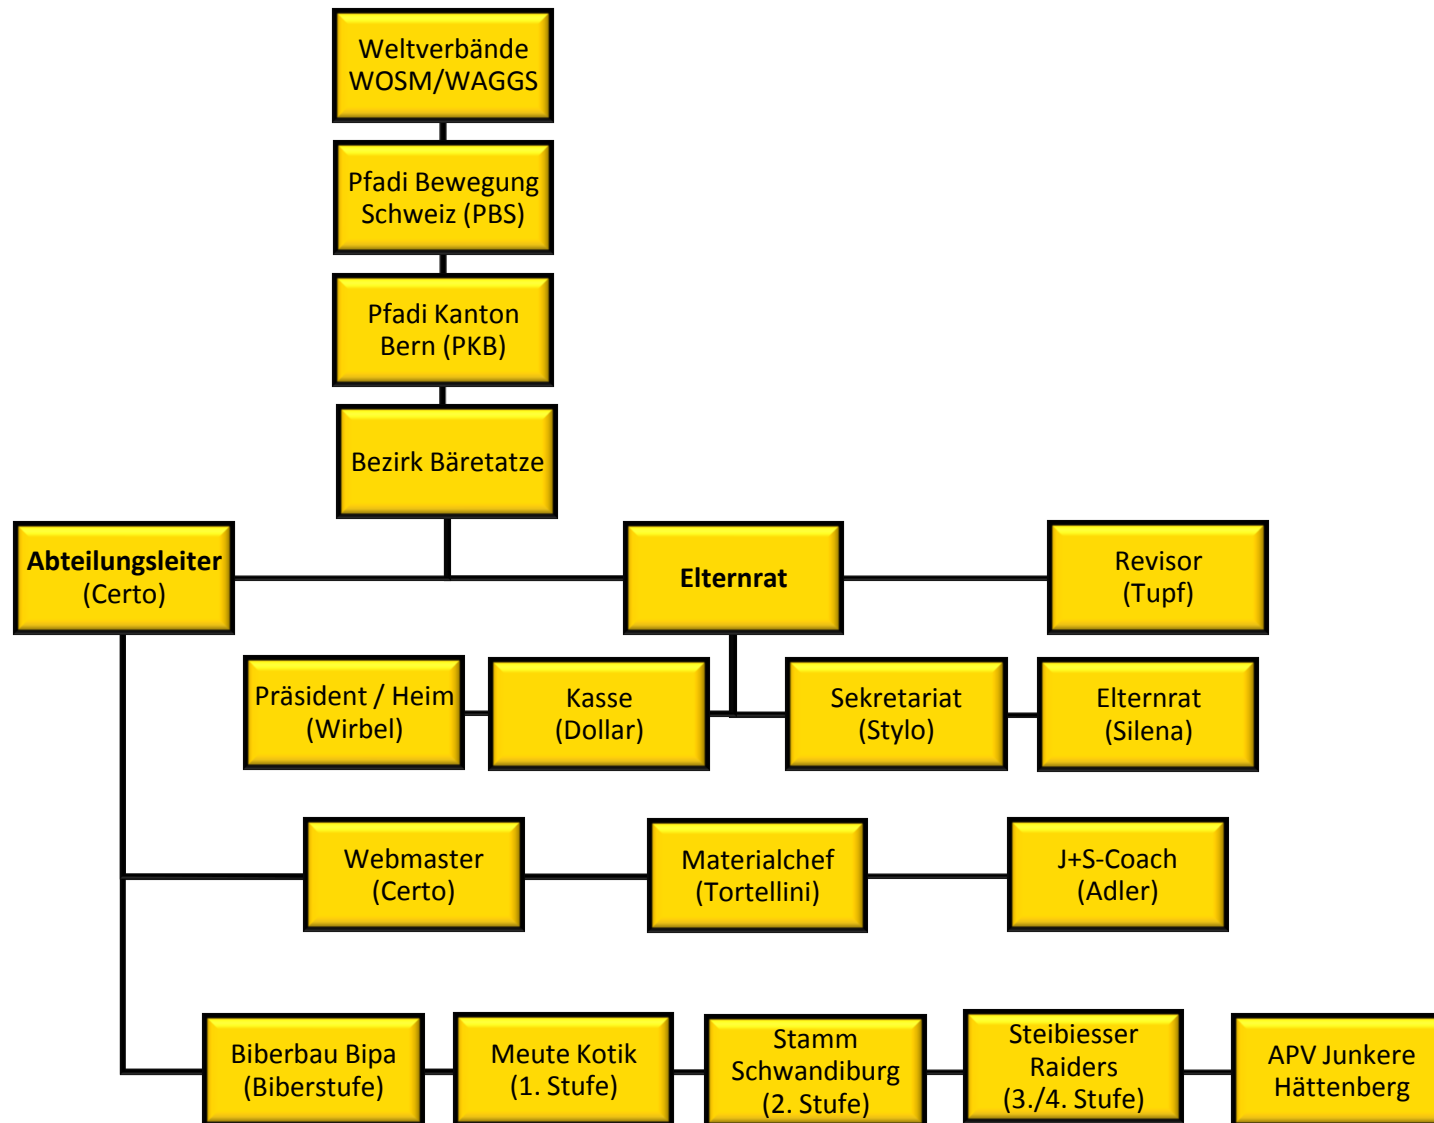 Weltverbände
WOSM/WAGGS
Pfadi Bewegung
Schweiz (PBS)
Pfadi Kanton
Bern (PKB)
Bezirk Bäretatze
Abteilungsleiter
(Certo)
Elternrat
Revisor
(Tupf)
Präsident / Heim
(Wirbel)
Kasse
(Dollar)
Sekretariat
(Stylo)
Elternrat
(Silena)
Webmaster
(Certo)
Materialchef
(Tortellini)
J+S-Coach
(Adler)
Biberbau Bipa
(Biberstufe)
Meute Kotik
(1. Stufe)
Stamm
Schwandiburg
(2. Stufe)
Steibiesser
Raiders
(3./4. Stufe)
APV Junkere
Hättenberg